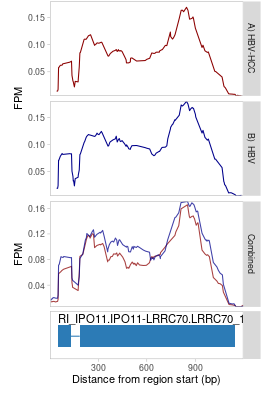 0.15
0.10
0.05
A) HBV-HCC
FPM
0.15
0.10
0.05
B) HBV
0.16
0.12
0.08
0.04
FPM
Combined
RI_IPO11.IPO11-LRRC70.LRRC70_1
300 600 900
Distance from region start (bp)